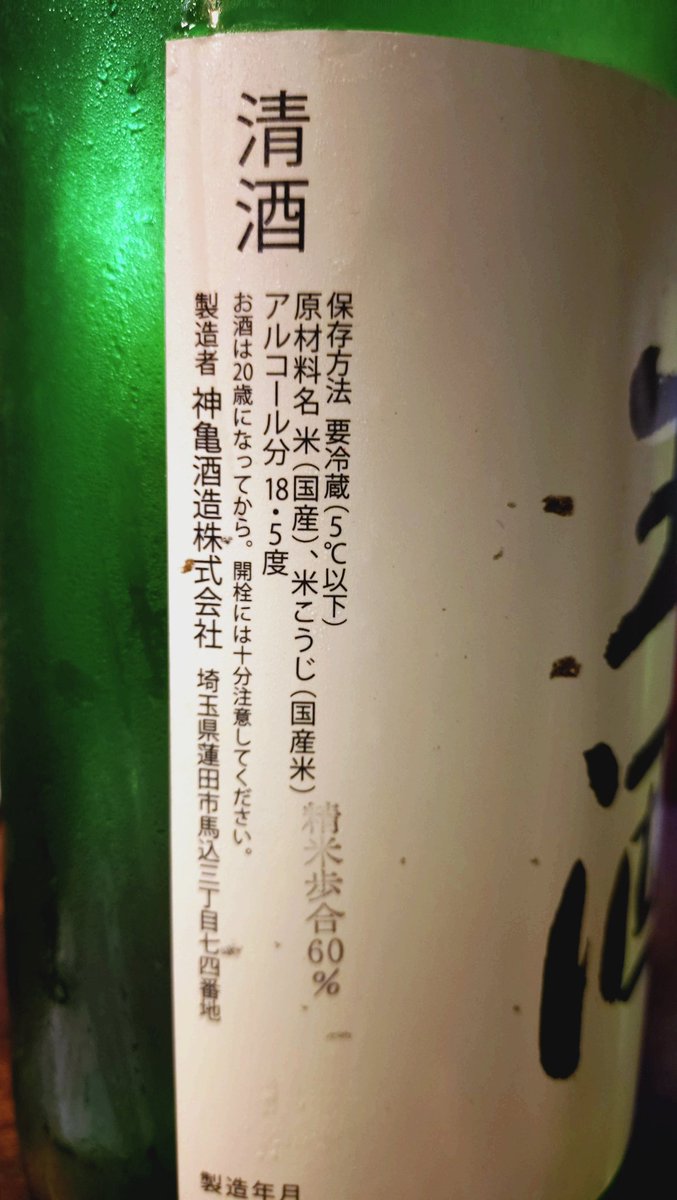 清酒
保存方法 要冷蔵(5℃以下)
原材料名 米(国産)、米こうじ(国産米)
精米歩合60%
アルコール分 18・5度
お酒は20歳になってから。開栓には十分注意してください。
製造者 神亀酒造株式会社 埼玉県蓮田市馬込三丁目七四番地
製造年月